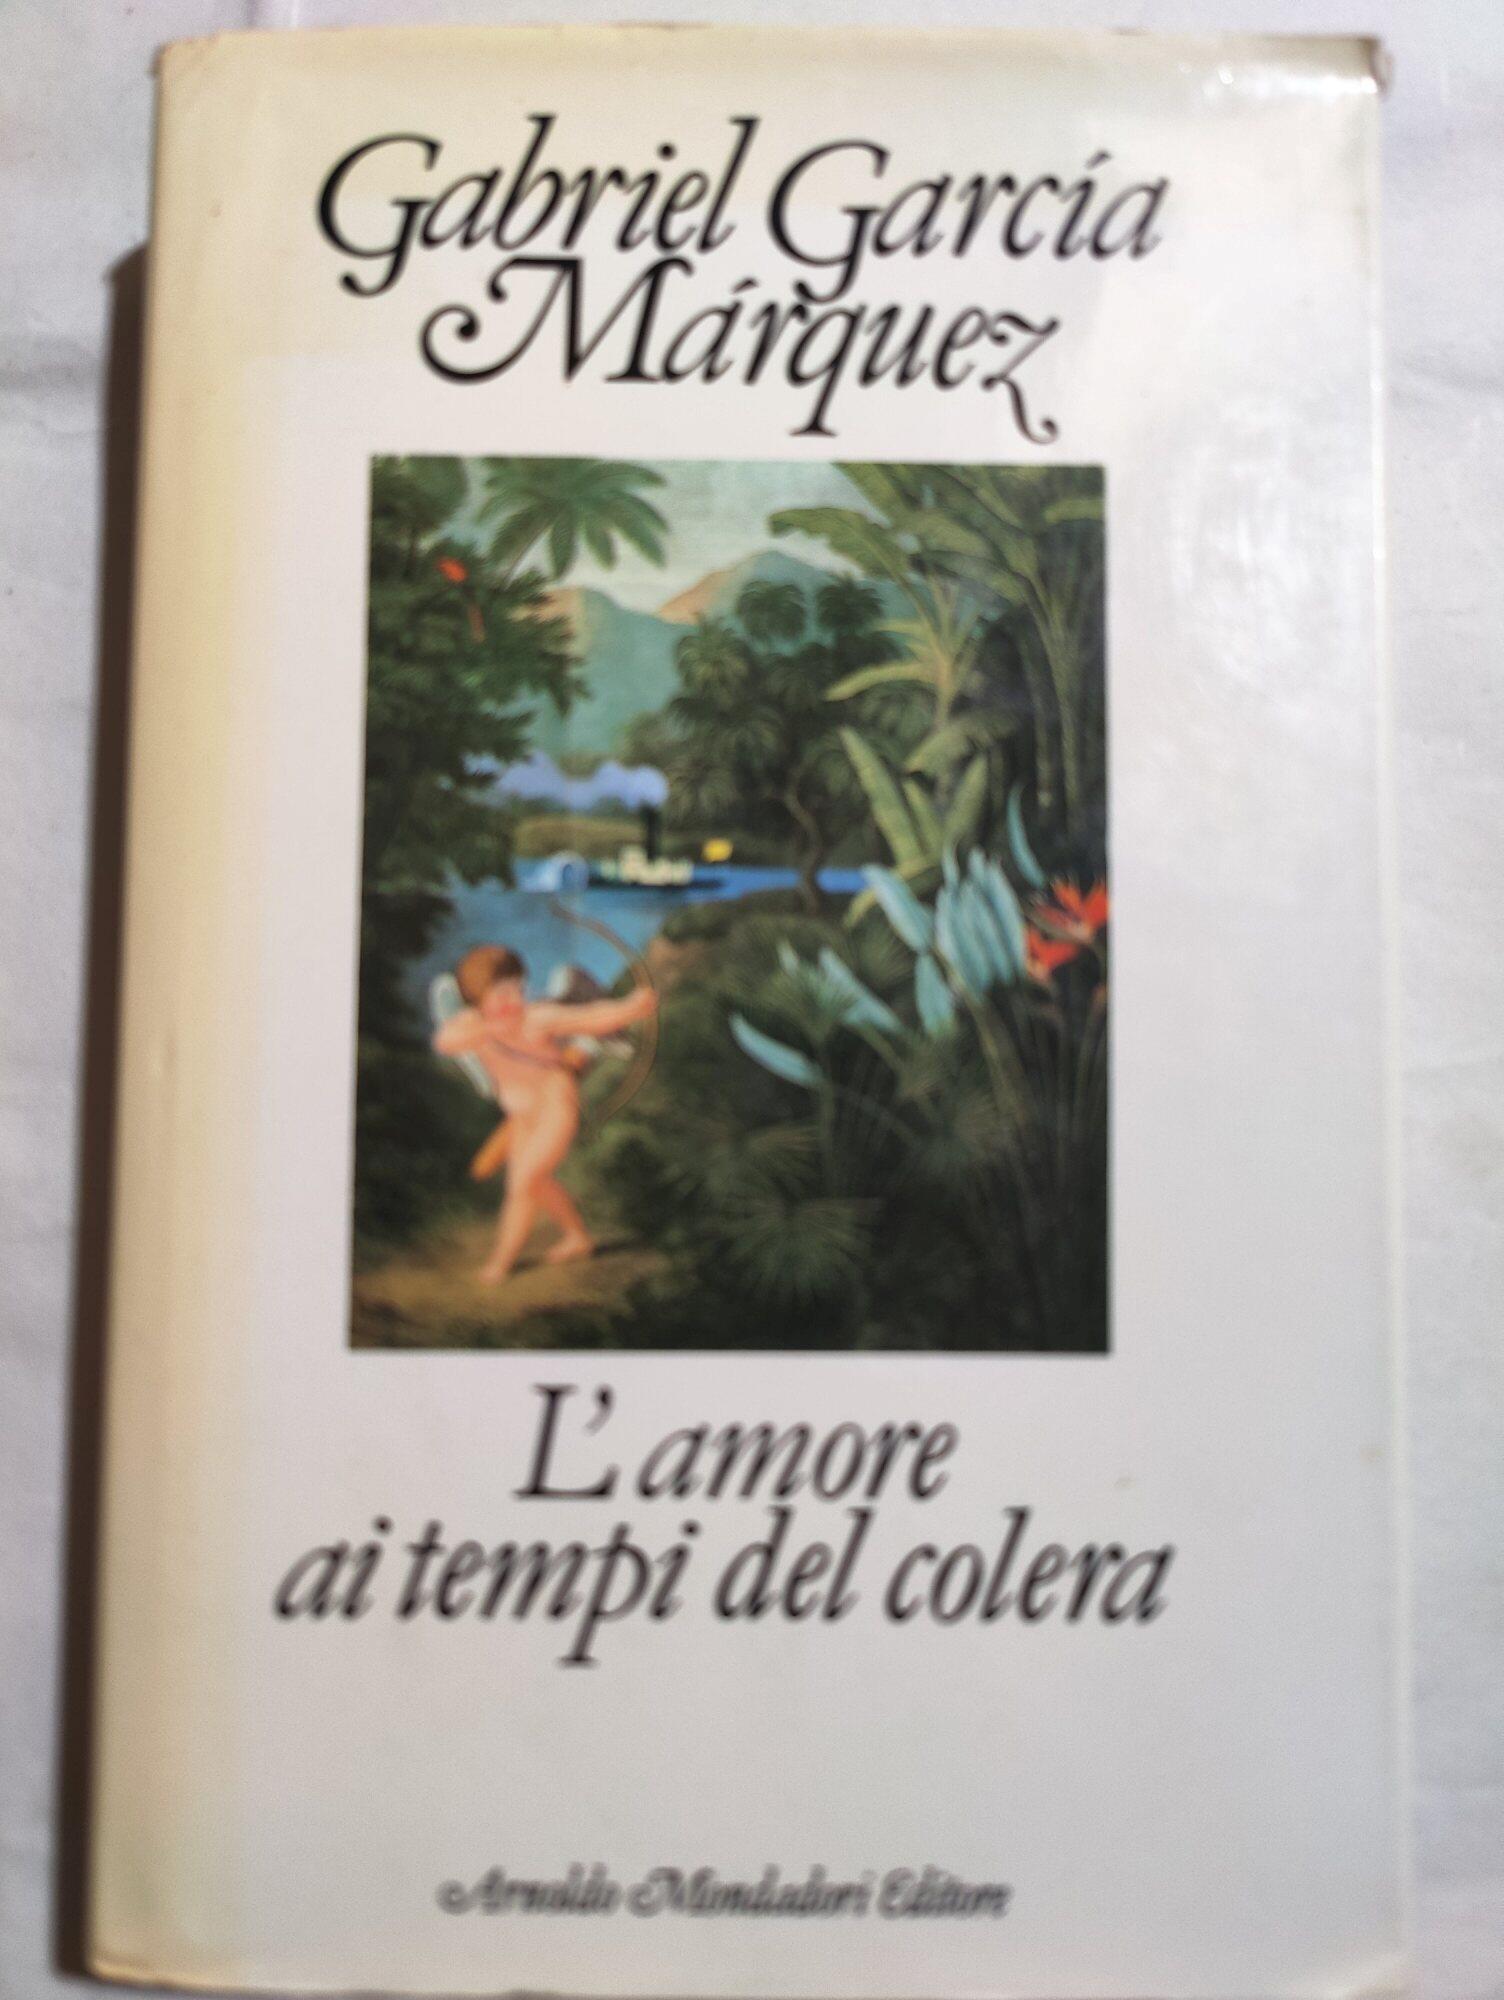 Gabriel García
Márquez
L'amore
ai tempi del colera
Arnoldo Mondadori Editore